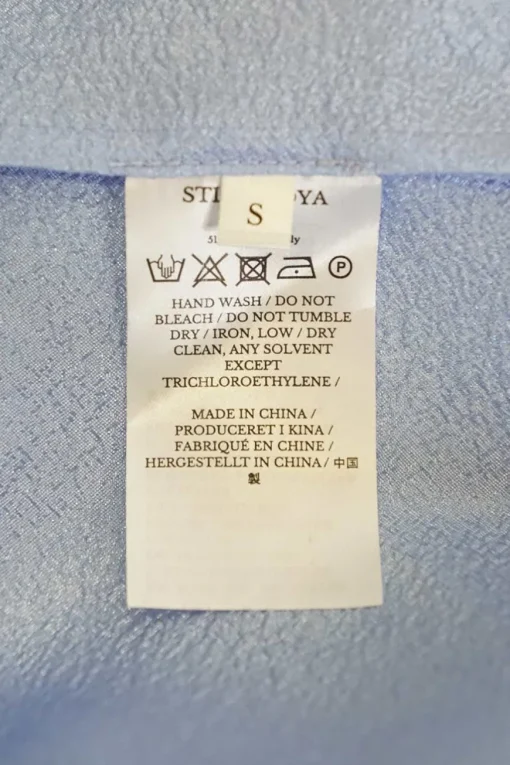 S
HAND WASH / DO NOT
BLEACH / DO NOT TUMBLE
DRY / IRON, LOW / DRY
CLEAN, ANY SOLVENT
EXCEPT
TRICHLOROETHYLENE /
MADE IN CHINA /
PRODUCERET I KINA /
FABRIQUÉ EN CHINE /
HERGESTELLT IN CHINA / 中国
製